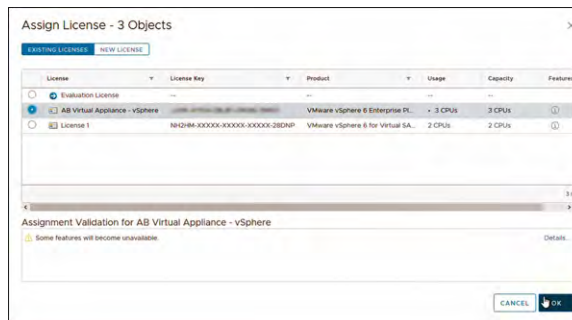 Assign License - 3 Objects
EXISTING LICENSES NEW LICENSE
License License Key Product Usage Capacity Features
Evaluation License -- -- -- --
AB Virtual Appliance - vSphere VMware vSphere 6 Enterprise Pl... • 3 CPUs 3 CPUs
License 1 NH2HM-XXXXX-XXXXX-XXXXX-28DNP VMware vSphere 6 for Virtual SA... 2 CPUs 2 CPUs
Assignment Validation for AB Virtual Appliance - vSphere
Some features will become unavailable. Details...
CANCEL OK